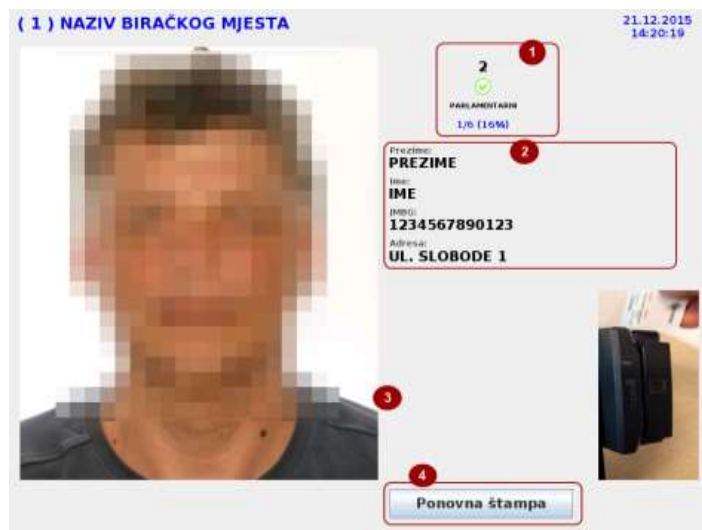 ( 1 ) NAZIV BIRAČKOG MJESTA
21.12.2015
14:20:19
1
2
PARLAMENTARNI
1/6 (16%)
2
Prezime:
PREZIME
Ime:
IME
JMBG:
1234567890123
Adresa:
UL. SLOBODE 1
3
4
Ponovna štampa